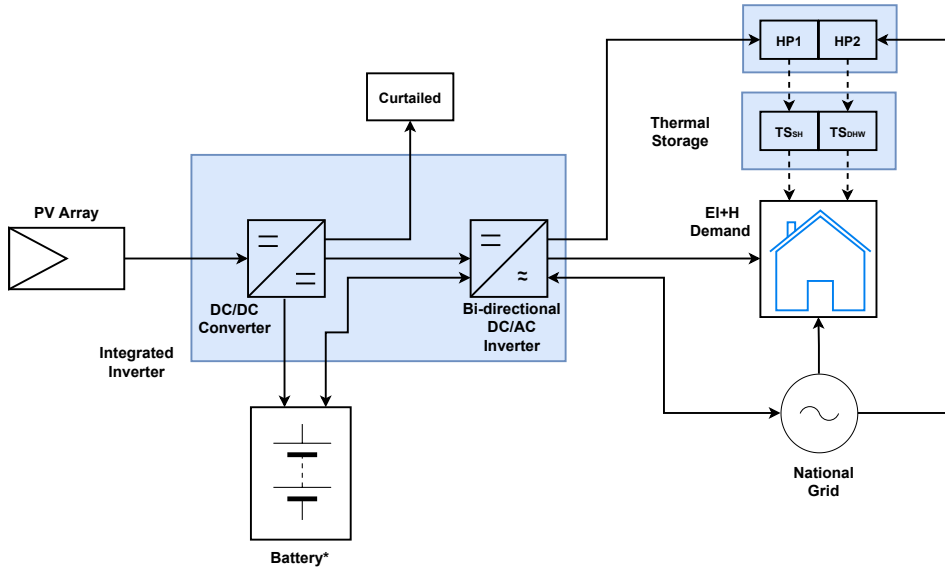 HP1 HP2
Curtailed
Thermal
Storage
TSSH TSDHW
PV Array
El+H
Demand
≈
DC/DC
Converter
Bi-directional
DC/AC
Inverter
Integrated
Inverter
National
Grid
Battery*